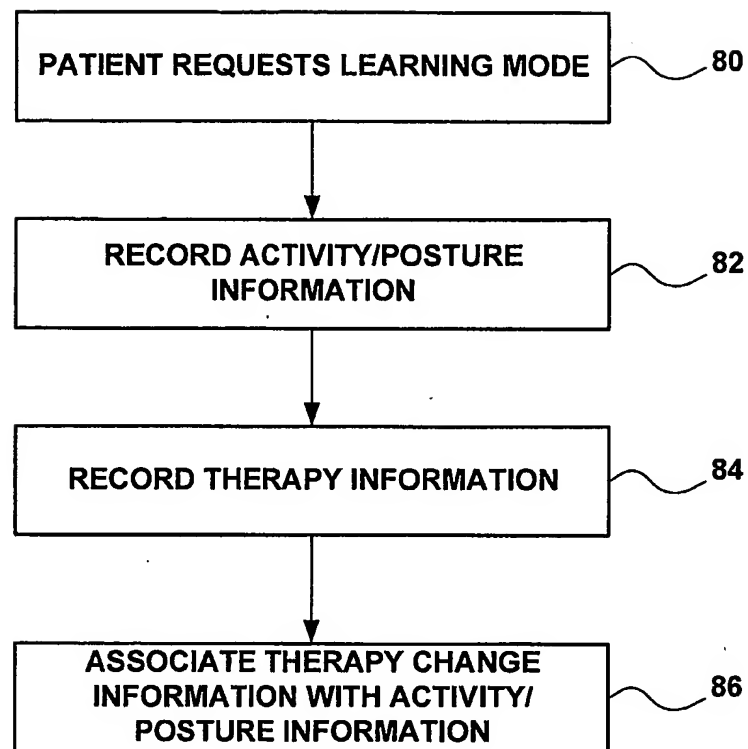 PATIENT REQUESTS LEARNING MODE
80
RECORD ACTIVITY/POSTURE
INFORMATION
82
RECORD THERAPY INFORMATION
84
ASSOCIATE THERAPY CHANGE
INFORMATION WITH ACTIVITY/
POSTURE INFORMATION
86